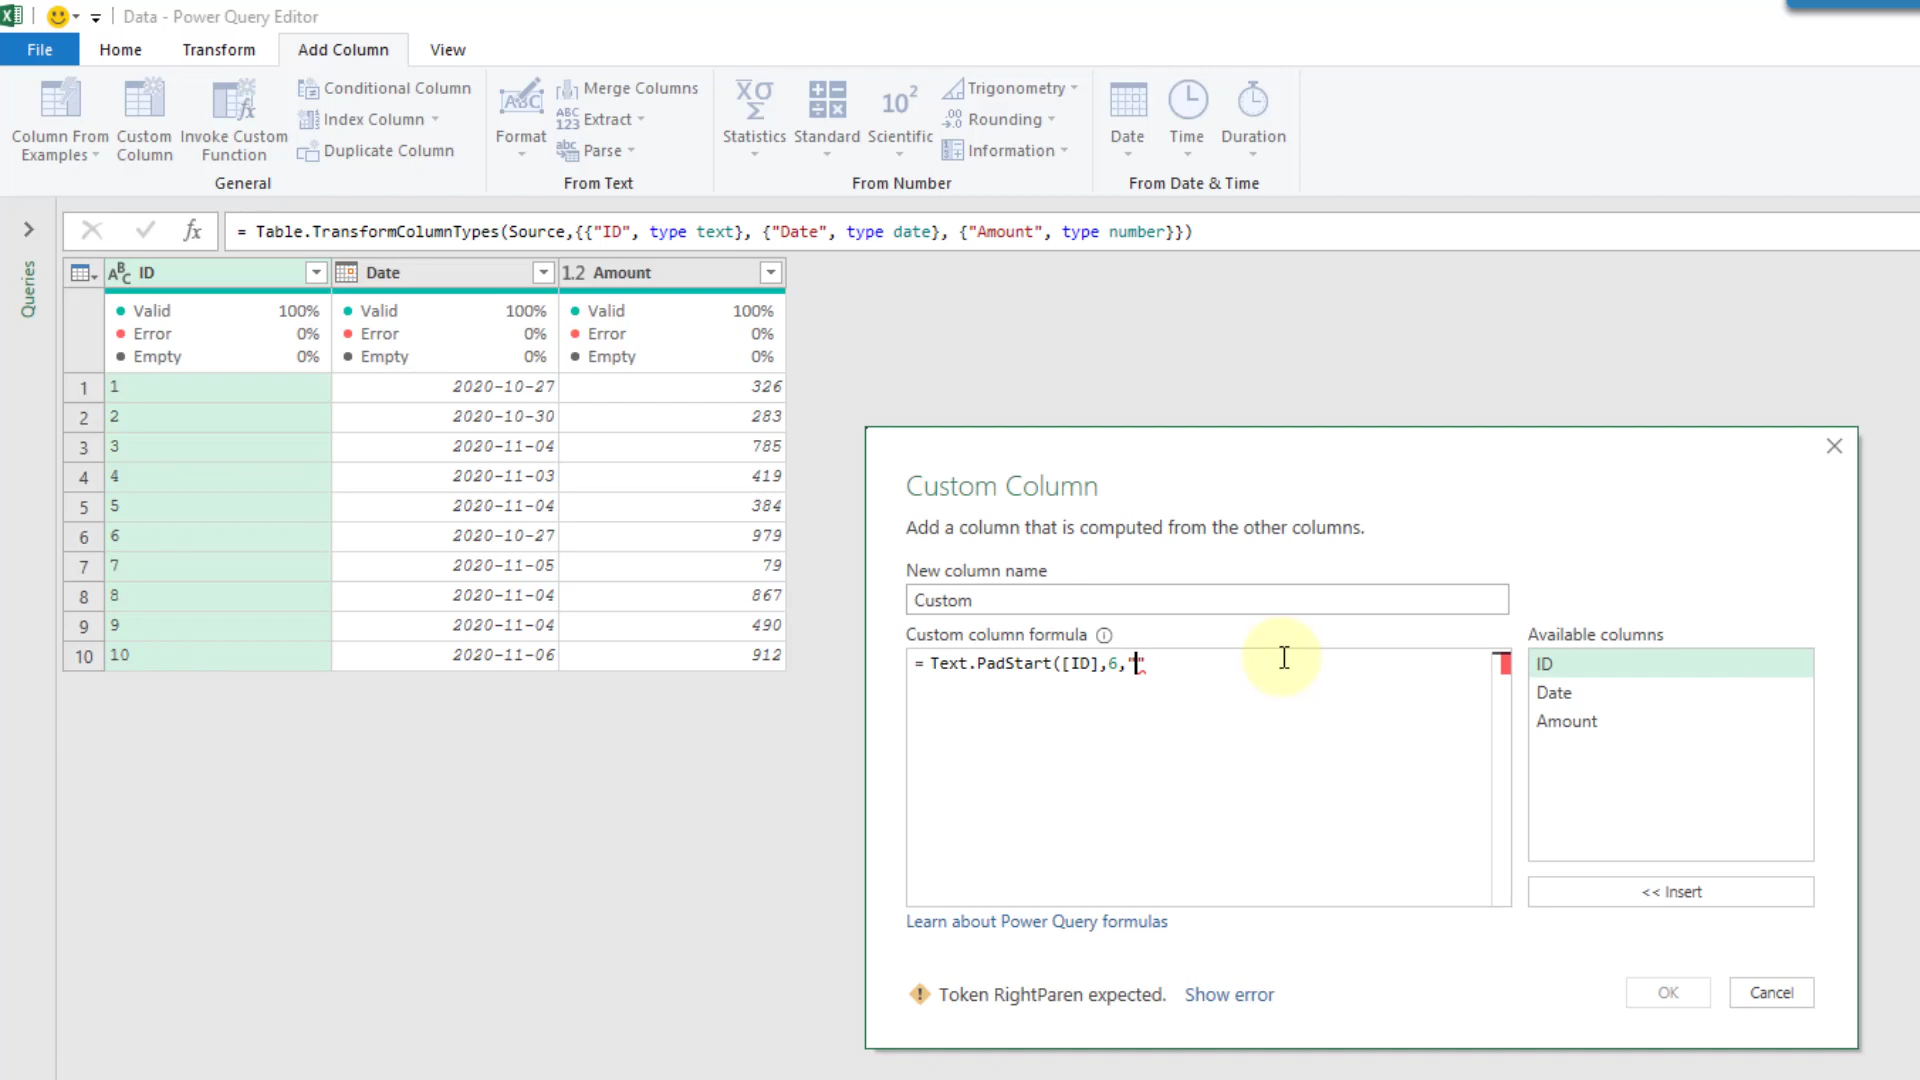 Data - Power Query Editor
File Home Transform Add Column View
Column From Examples
Custom Column
Invoke Custom Function
Conditional Column
Index Column
Duplicate Column
General
Format
Merge Columns
Extract
Parse
From Text
Statistics
Standard
Scientific
Trigonometry
Rounding
Information
From Number
Date
Time
Duration
From Date & Time
= Table.TransformColumnTypes(Source,{{"ID", type text}, {"Date", type date}, {"Amount", type number}})
Queries
ID Date 1.2 Amount
Valid 100% Valid 100% Valid 100%
Error 0% Error 0% Error 0%
Empty 0% Empty 0% Empty 0%
1 1 2020-10-27 326
2 2 2020-10-30 283
3 3 2020-11-04 785
4 4 2020-11-03 419
5 5 2020-11-04 384
6 6 2020-10-27 979
7 7 2020-11-05 79
8 8 2020-11-04 867
9 9 2020-11-04 490
10 10 2020-11-06 912
Custom Column
Add a column that is computed from the other columns.
New column name
Custom
Custom column formula
= Text.PadStart([ID],6,""
Available columns
ID
Date
Amount
<< Insert
Learn about Power Query formulas
Token RightParen expected. Show error
OK Cancel